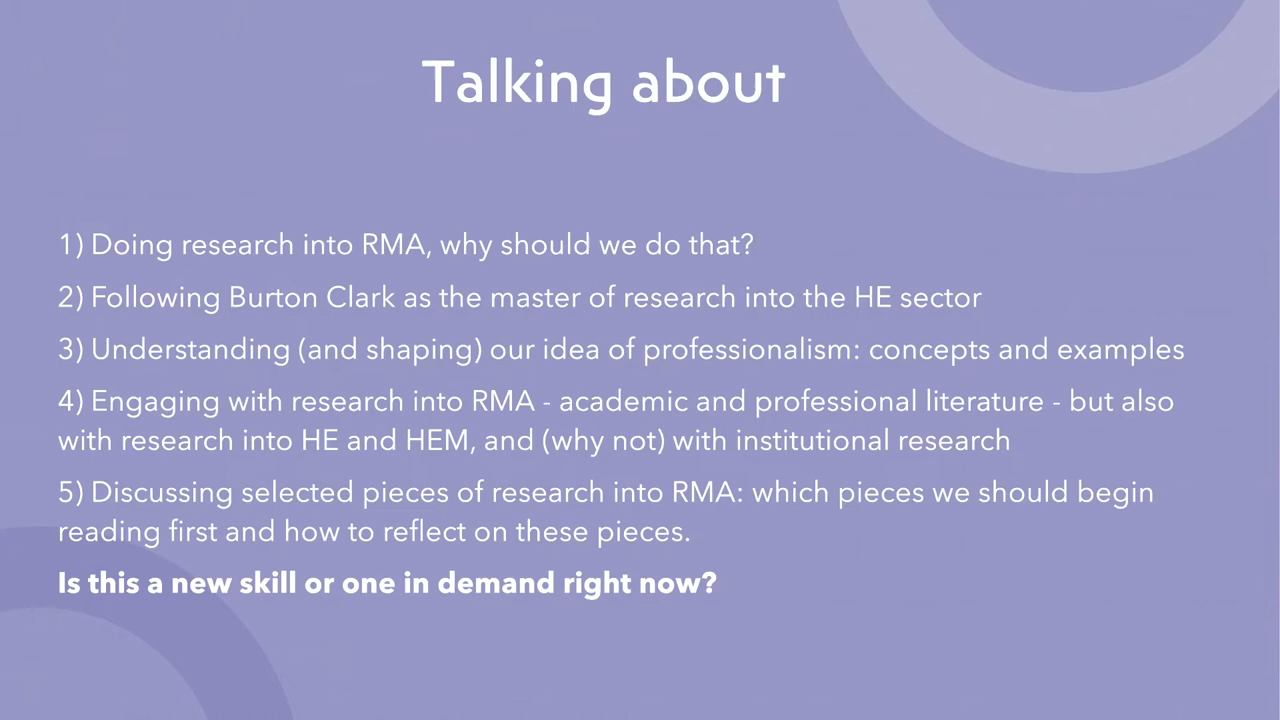 Talking about
1) Doing research into RMA, why should we do that?
2) Following Burton Clark as the master of research into the HE sector
3) Understanding (and shaping) our idea of professionalism: concepts and examples
4) Engaging with research into RMA - academic and professional literature - but also
with research into HE and HEM, and (why not) with institutional research
5) Discussing selected pieces of research into RMA: which pieces we should begin
reading first and how to reflect on these pieces.
Is this a new skill or one in demand right now?